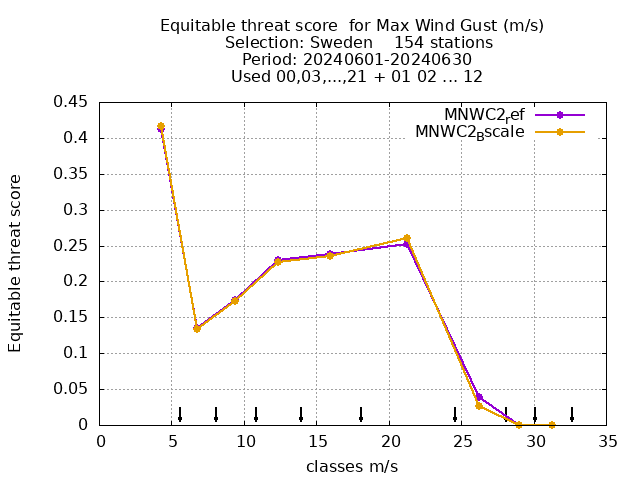 Equitable threat score  for Max Wind Gust (m/s)
Selection: Sweden    154 stations
Period: 20240601-20240630
Used 00,03,...,21 + 01 02 ... 12
MNWC2ref
MNWC2Bscale
Equitable threat score
0.45
0.4
0.35
0.3
0.25
0.2
0.15
0.1
0.05
0
0 5 10 15 20 25 30 35
classes m/s